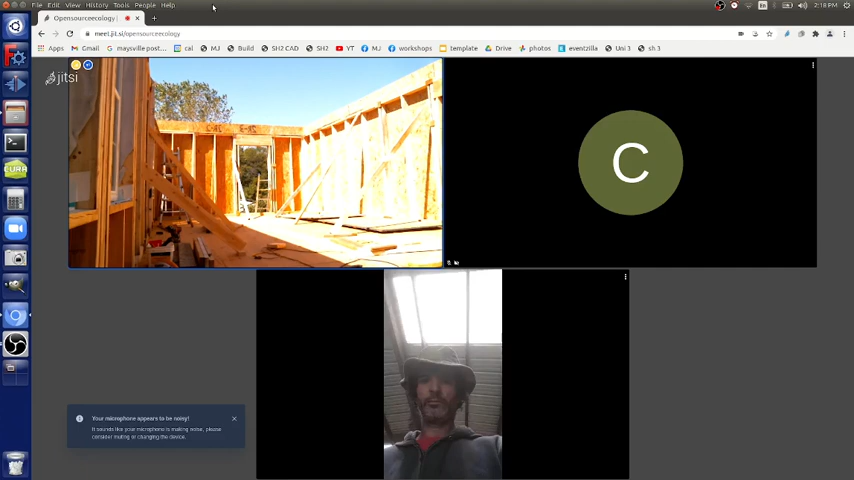 File Edit View History Tools People Help
En
2:18 PM
Opensourceecology |
meet.jit.si/opensourceecology
Apps Gmail maysville post... cal MJ Build SH2 CAD SH2 YT MJ workshops template Drive photos eventzilla Uni 3 sh 3
jitsi
C
CURA
Your microphone appears to be noisy!
It sounds like your microphone is making noise, please
consider muting or changing the device.